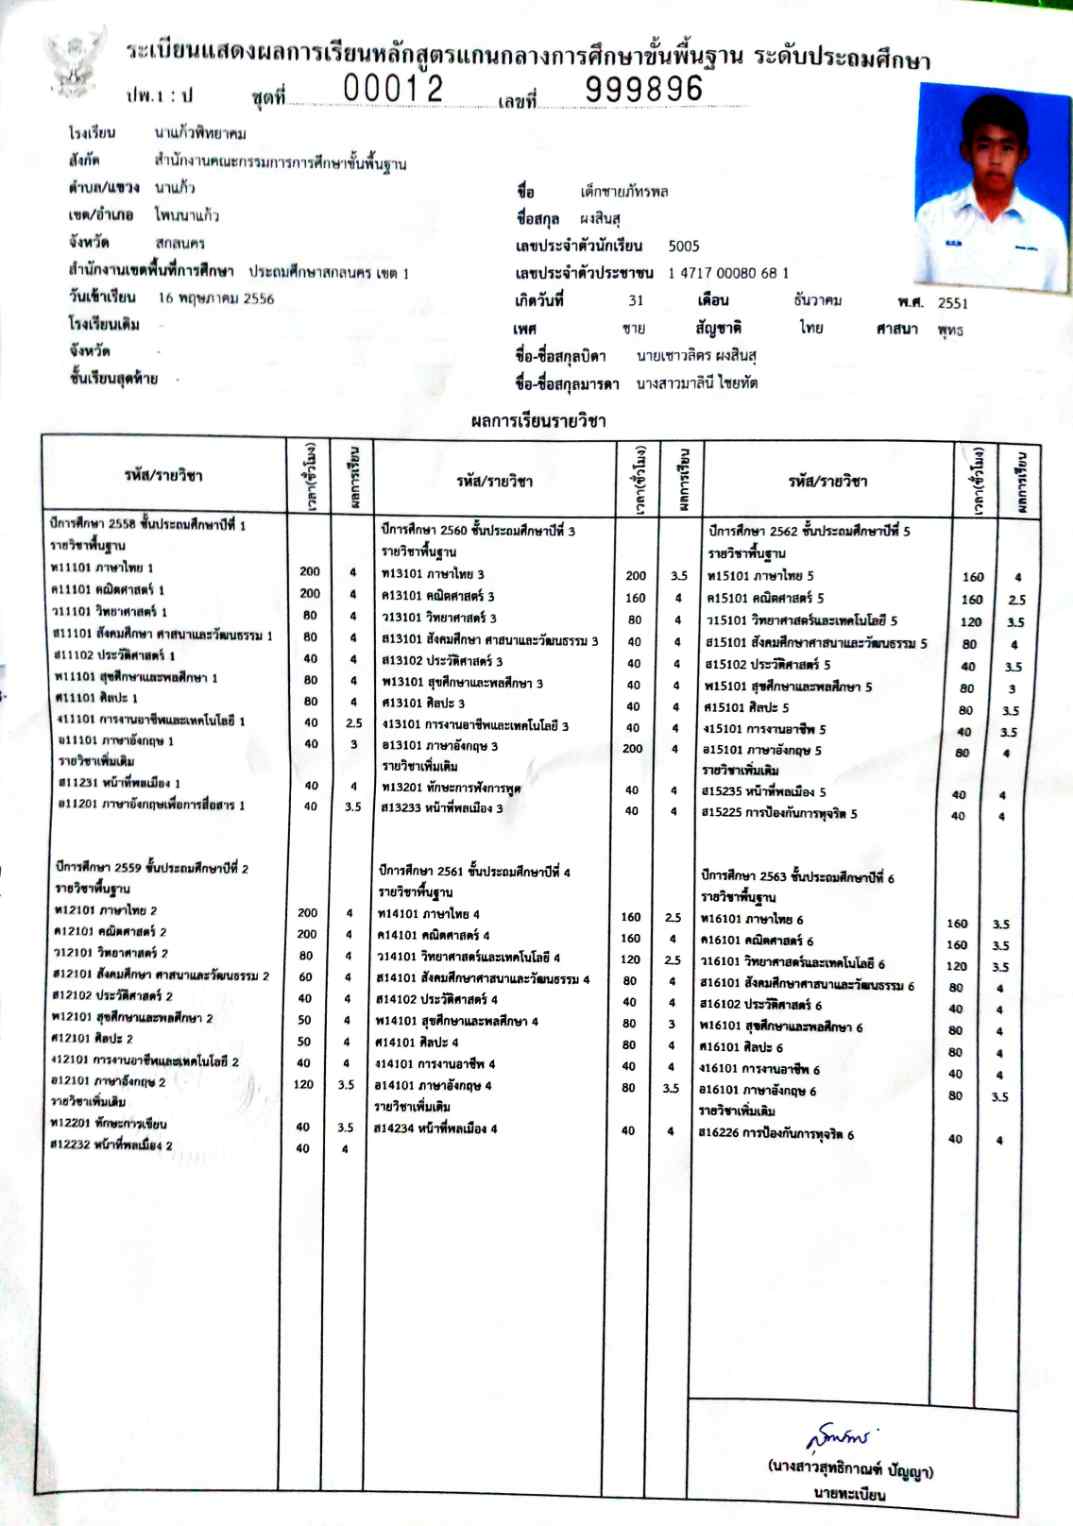 ระเบียนแสดงผลการเรียนหลักสูตรแกนกลางการศึกษาขั้นพื้นฐาน ระดับประถมศึกษา
ปพ.1 : ป ชุดที่ 00012 เลขที่ 999896
โรงเรียน นาแก้วพิทยาคม
สังกัด สำนักงานคณะกรรมการการศึกษาขั้นพื้นฐาน
ตำบล/แขวง นาแก้ว
เขต/อำเภอ โพนนาแก้ว
จังหวัด สกลนคร
สำนักงานเขตพื้นที่การศึกษา ประถมศึกษาสกลนคร เขต 1
วันเข้าเรียน 16 พฤษภาคม 2556
โรงเรียนเดิม -
จังหวัด -
ชั้นเรียนสุดท้าย -
ชื่อ เด็กชายภัทรพล
ชื่อสกุล ผงสินสุ
เลขประจำตัวนักเรียน 5005
เลขประจำตัวประชาชน 1 4717 00080 68 1
เกิดวันที่ 31 เดือน ธันวาคม พ.ศ. 2551
เพศ ชาย สัญชาติ ไทย ศาสนา พุทธ
ชื่อ-ชื่อสกุลบิดา นายเชาวลิตร ผงสินสุ
ชื่อ-ชื่อสกุลมารดา นางสาวมาลินี ไชยทัต
ผลการเรียนรายวิชา
รหัส/รายวิชา เวลา(ชั่วโมง) ผลการเรียน
ปีการศึกษา 2558 ชั้นประถมศึกษาปีที่ 1
รายวิชาพื้นฐาน
ท11101 ภาษาไทย 1 200 4
ค11101 คณิตศาสตร์ 1 200 4
ว11101 วิทยาศาสตร์ 1 80 4
ส11101 สังคมศึกษา ศาสนาและวัฒนธรรม 1 80 4
ส11102 ประวัติศาสตร์ 1 40 4
พ11101 สุขศึกษาและพลศึกษา 1 80 4
ศ11101 ศิลปะ 1 80 4
ง11101 การงานอาชีพและเทคโนโลยี 1 40 2.5
อ11101 ภาษาอังกฤษ 1 40 3
รายวิชาเพิ่มเติม
ส11231 หน้าที่พลเมือง 1 40 4
อ11201 ภาษาอังกฤษเพื่อการสื่อสาร 1 40 3.5
ปีการศึกษา 2559 ชั้นประถมศึกษาปีที่ 2
รายวิชาพื้นฐาน
ท12101 ภาษาไทย 2 200 4
ค12101 คณิตศาสตร์ 2 200 4
ว12101 วิทยาศาสตร์ 2 80 4
ส12101 สังคมศึกษา ศาสนาและวัฒนธรรม 2 60 4
ส12102 ประวัติศาสตร์ 2 40 4
พ12101 สุขศึกษาและพลศึกษา 2 50 4
ศ12101 ศิลปะ 2 50 4
ง12101 การงานอาชีพและเทคโนโลยี 2 40 4
อ12101 ภาษาอังกฤษ 2 120 3.5
รายวิชาเพิ่มเติม
ท12201 ทักษะการเขียน 40 3.5
ส12232 หน้าที่พลเมือง 2 40 4
รหัส/รายวิชา เวลา(ชั่วโมง) ผลการเรียน
ปีการศึกษา 2560 ชั้นประถมศึกษาปีที่ 3
รายวิชาพื้นฐาน
ท13101 ภาษาไทย 3 200 3.5
ค13101 คณิตศาสตร์ 3 160 4
ว13101 วิทยาศาสตร์ 3 80 4
ส13101 สังคมศึกษา ศาสนาและวัฒนธรรม 3 40 4
ส13102 ประวัติศาสตร์ 3 40 4
พ13101 สุขศึกษาและพลศึกษา 3 40 4
ศ13101 ศิลปะ 3 40 4
ง13101 การงานอาชีพและเทคโนโลยี 3 40 4
อ13101 ภาษาอังกฤษ 3 200 4
รายวิชาเพิ่มเติม
ท13201 ทักษะการฟังการพูด 40 4
ส13233 หน้าที่พลเมือง 3 40 4
ปีการศึกษา 2561 ชั้นประถมศึกษาปีที่ 4
รายวิชาพื้นฐาน
ท14101 ภาษาไทย 4 160 2.5
ค14101 คณิตศาสตร์ 4 160 4
ว14101 วิทยาศาสตร์และเทคโนโลยี 4 120 2.5
ส14101 สังคมศึกษาศาสนาและวัฒนธรรม 4 80 4
ส14102 ประวัติศาสตร์ 4 40 4
พ14101 สุขศึกษาและพลศึกษา 4 80 3
ศ14101 ศิลปะ 4 80 4
ง14101 การงานอาชีพ 4 40 4
อ14101 ภาษาอังกฤษ 4 80 3.5
รายวิชาเพิ่มเติม
ส14234 หน้าที่พลเมือง 4 40 4
รหัส/รายวิชา เวลา(ชั่วโมง) ผลการเรียน
ปีการศึกษา 2562 ชั้นประถมศึกษาปีที่ 5
รายวิชาพื้นฐาน
ท15101 ภาษาไทย 5 160 4
ค15101 คณิตศาสตร์ 5 160 2.5
ว15101 วิทยาศาสตร์และเทคโนโลยี 5 120 3.5
ส15101 สังคมศึกษาศาสนาและวัฒนธรรม 5 80 4
ส15102 ประวัติศาสตร์ 5 40 3.5
พ15101 สุขศึกษาและพลศึกษา 5 80 3
ศ15101 ศิลปะ 5 80 3.5
ง15101 การงานอาชีพ 5 40 3.5
อ15101 ภาษาอังกฤษ 5 80 4
รายวิชาเพิ่มเติม
ส15235 หน้าที่พลเมือง 5 40 4
ส15225 การป้องกันการทุจริต 5 40 4
ปีการศึกษา 2563 ชั้นประถมศึกษาปีที่ 6
รายวิชาพื้นฐาน
ท16101 ภาษาไทย 6 160 3.5
ค16101 คณิตศาสตร์ 6 160 3.5
ว16101 วิทยาศาสตร์และเทคโนโลยี 6 120 3.5
ส16101 สังคมศึกษาศาสนาและวัฒนธรรม 6 80 4
ส16102 ประวัติศาสตร์ 6 40 4
พ16101 สุขศึกษาและพลศึกษา 6 80 4
ศ16101 ศิลปะ 6 80 4
ง16101 การงานอาชีพ 6 40 4
อ16101 ภาษาอังกฤษ 6 80 3.5
รายวิชาเพิ่มเติม
ส16226 การป้องกันการทุจริต 6 40 4
(นางสาวสุทธิกาณฑ์ ปัญญา)
นายทะเบียน